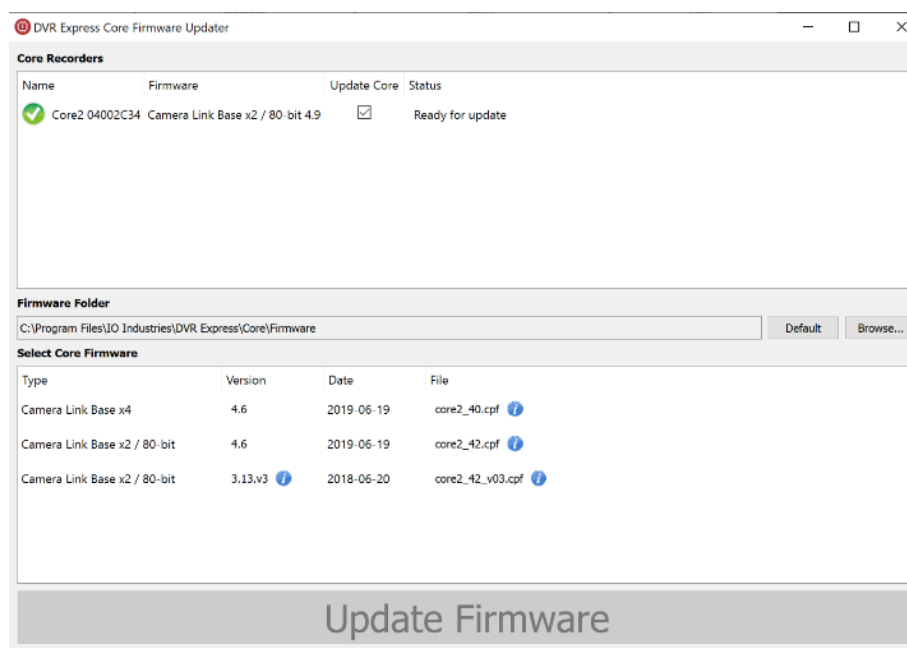 DVR Express Core Firmware Updater
Core Recorders
Name Firmware Update Core Status
Core2 04002C34 Camera Link Base x2 / 80-bit 4.9 Ready for update
Firmware Folder
C:\Program Files\IO Industries\DVR Express\Core\Firmware Default Browse...
Select Core Firmware
Type Version Date File
Camera Link Base x4 4.6 2019-06-19 core2_40.cpf
Camera Link Base x2 / 80-bit 4.6 2019-06-19 core2_42.cpf
Camera Link Base x2 / 80-bit 3.13.v3 2018-06-20 core2_42_v03.cpf
Update Firmware